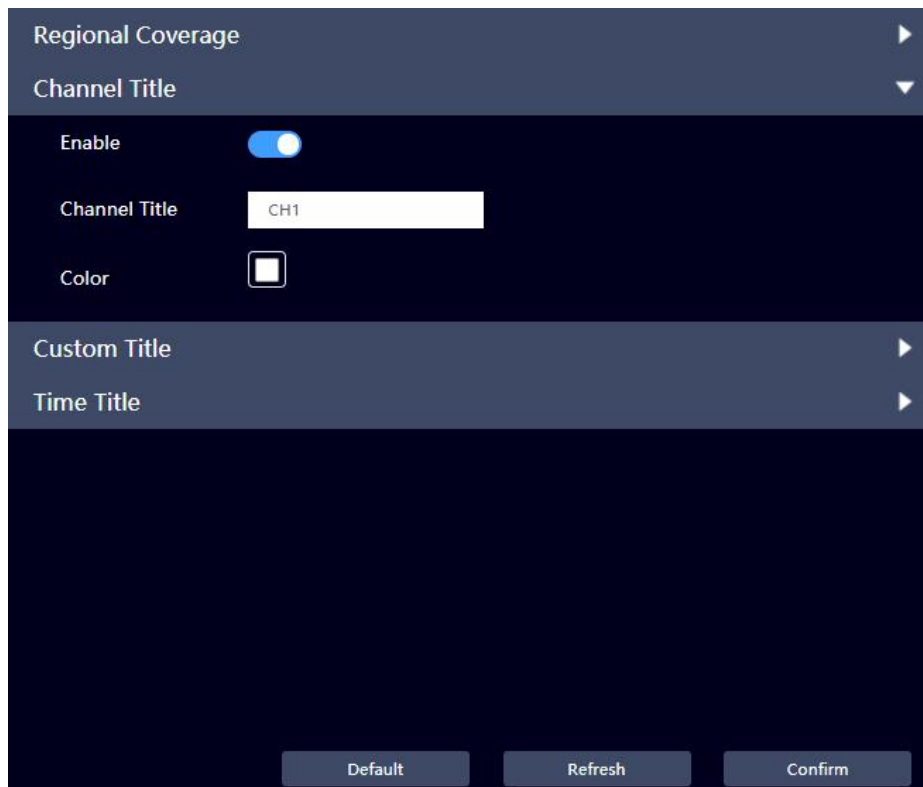 Regional Coverage
Channel Title
Enable
Channel Title CH1
Color
Custom Title
Time Title
Default Refresh Confirm